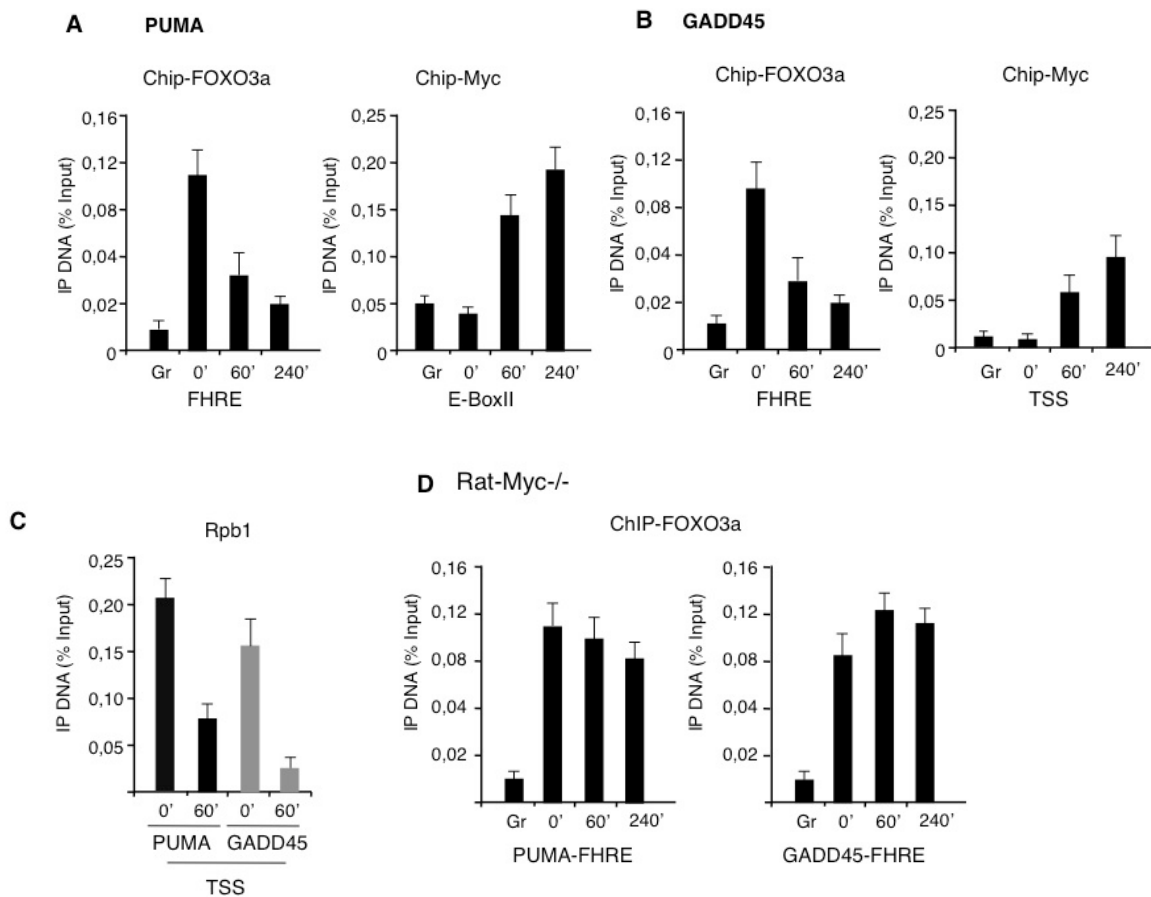 A PUMA
Chip-FOXO3a
IP DNA (% Input)
0,16
0,12
0,08
0,04
0,02
0
Gr 0' 60' 240'
FHRE
Chip-Myc
IP DNA (% Input)
0,25
0,20
0,15
0,10
0,05
0
Gr 0' 60' 240'
E-BoxII
B GADD45
Chip-FOXO3a
IP DNA (% Input)
0,16
0,12
0,08
0,04
0,02
0
Gr 0' 60' 240'
FHRE
Chip-Myc
IP DNA (% Input)
0,25
0,20
0,15
0,10
0,05
0
Gr 0' 60' 240'
TSS
C
Rpb1
IP DNA (% Input)
0,25
0,20
0,15
0,10
0,05
0' 60' 0' 60'
PUMA GADD45
TSS
D Rat-Myc-/-
ChIP-FOXO3a
IP DNA (% Input)
0,16
0,12
0,08
0,04
0,02
Gr 0' 60' 240'
PUMA-FHRE
IP DNA (% Input)
0,16
0,12
0,08
0,04
0,02
Gr 0' 60' 240'
GADD45-FHRE